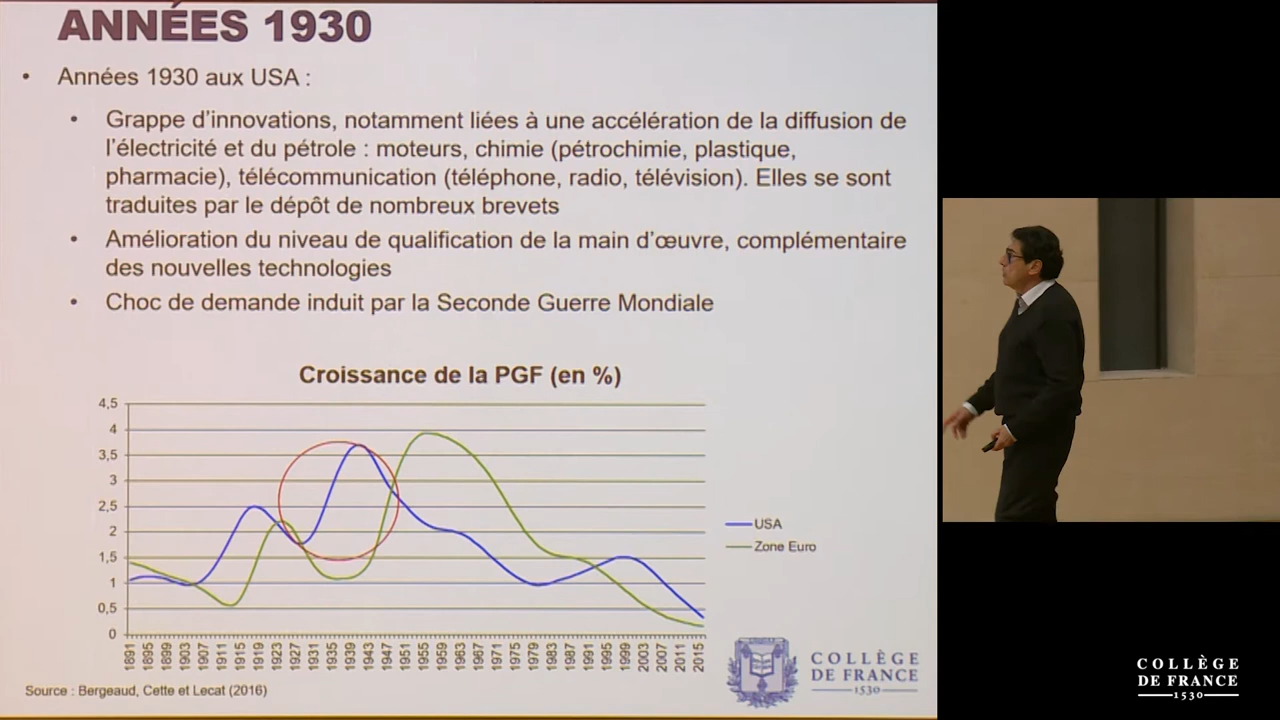 ANNÉES 1930
• Années 1930 aux USA :
• Grappe d'innovations, notamment liées à une accélération de la diffusion de
l'électricité et du pétrole : moteurs, chimie (pétrochimie, plastique,
pharmacie), télécommunication (téléphone, radio, télévision). Elles se sont
traduites par le dépôt de nombreux brevets
• Amélioration du niveau de qualification de la main d'œuvre, complémentaire
des nouvelles technologies
• Choc de demande induit par la Seconde Guerre Mondiale
Croissance de la PGF (en %)
4,5
4
3,5
3
2,5
2
1,5
1
0,5
0
USA
Zone Euro
1891 1895 1899 1903 1907 1911 1915 1919 1923 1927 1931 1935 1939 1943 1947 1951 1955 1959 1963 1967 1971 1975 1979 1983 1987 1991 1995 1999 2003 2007 2011 2015
Source : Bergeaud, Cette et Lecat (2016)
COLLÈGE
DE FRANCE
1530
COLLÈGE
DE FRANCE
1530